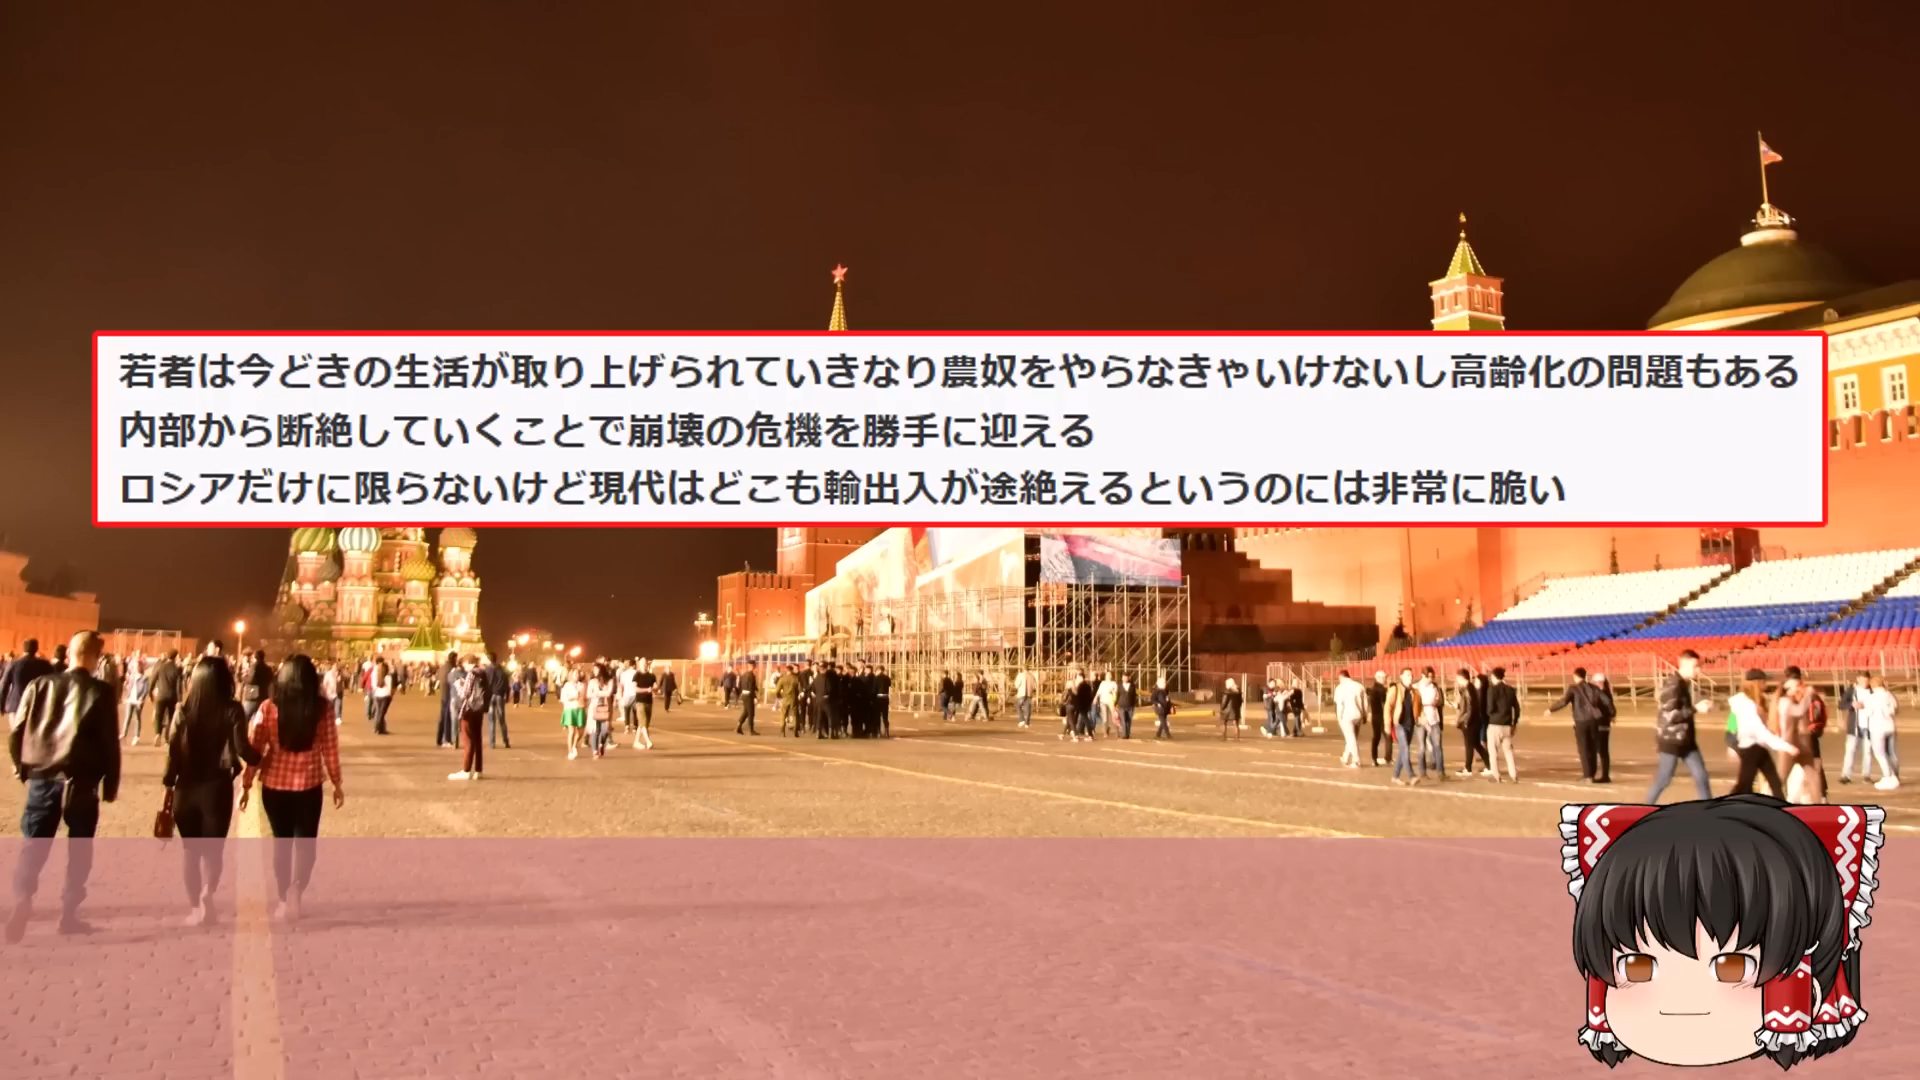 若者は今どきの生活が取り上げられていきなり農奴をやらなきゃいけないし高齢化の問題もある
内部から断絶していくことで崩壊の危機を勝手に迎える
ロシアだけに限らないけど現代はどこも輸出入が途絶えるというのには非常に脆い